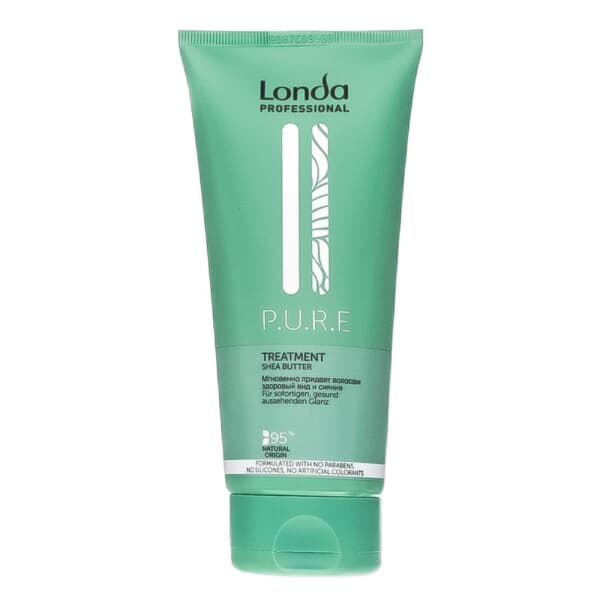 Londa
PROFESSIONAL
P.U.R.E
TREATMENT
SHEA BUTTER
Мгновенно придает волосам
здоровый вид и сияние
Für sofortigen, gesund
aussehenden Glanz
95%
NATURAL
ORIGIN
FORMULATED WITH NO PARABENS,
NO SILICONES, NO ARTIFICIAL COLORANTS